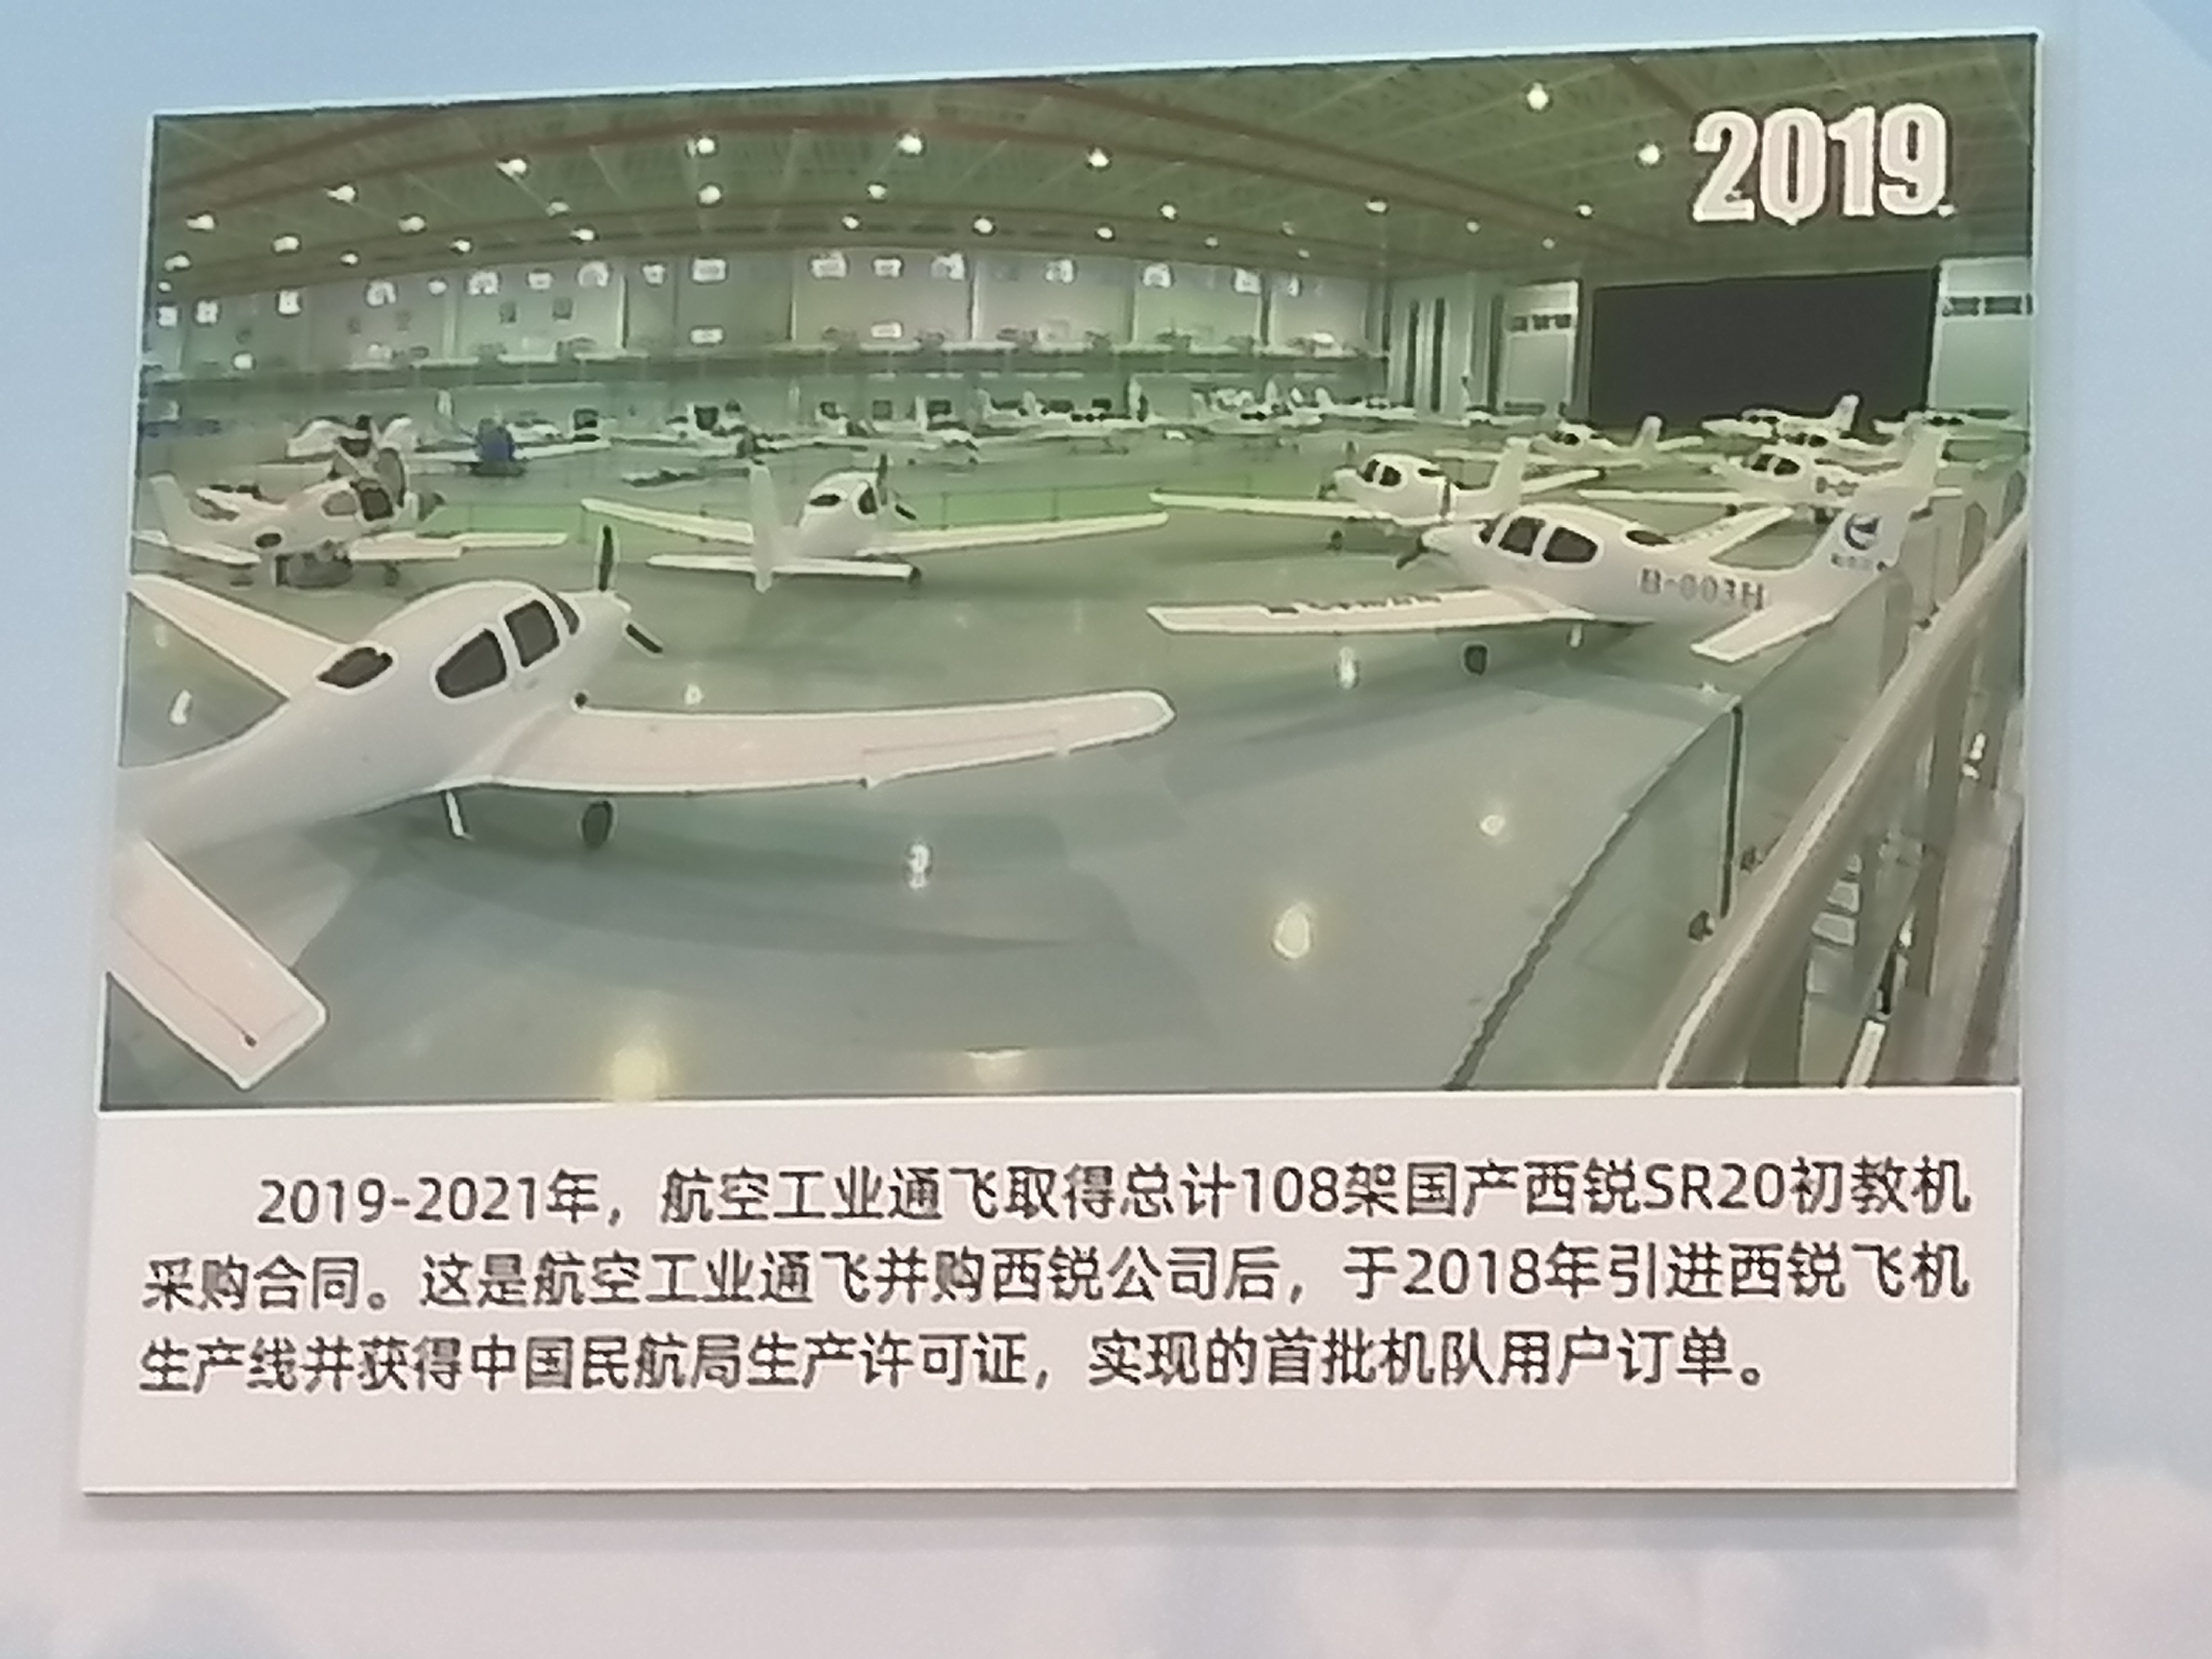 2019
B-003H
2019-2021年，航空工业通飞取得总计108架国产西锐SR20初教机
采购合同。这是航空工业通飞并购西锐公司后，于2018年引进西锐飞机
生产线并获得中国民航局生产许可证，实现的首批机队用户订单。